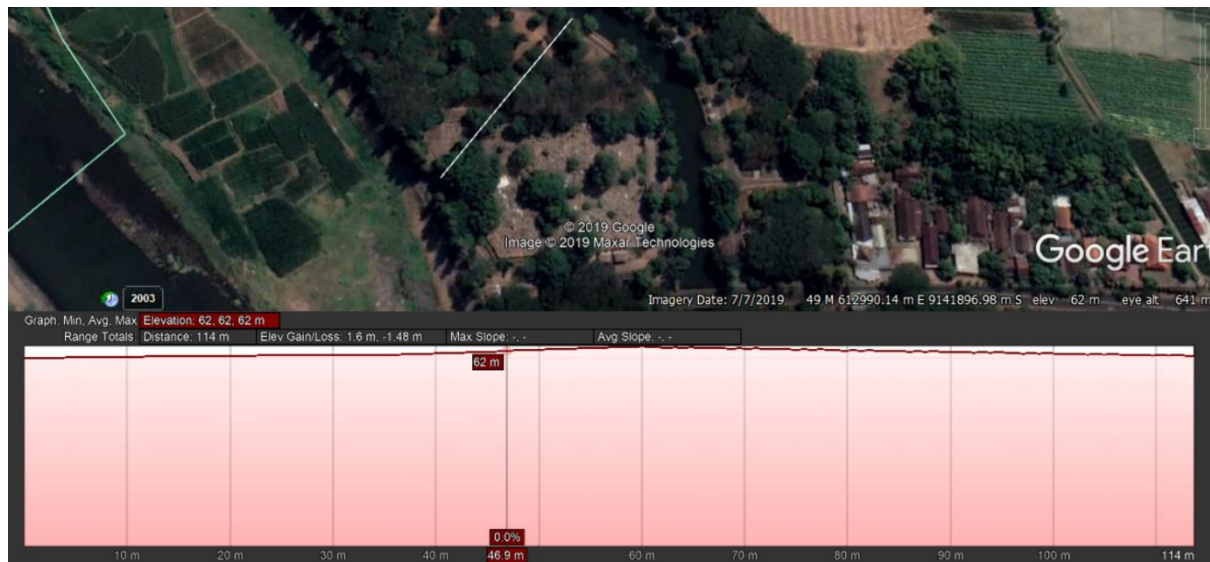 © 2019 Google
Image © 2019 Maxar Technologies
Google Ear
2003
Imagery Date: 7/7/2019 49 M 612990.14 m E 9141896.98 m S elev 62 m eye alt 641 m
Graph: Min, Avg, Max Elevation: 62, 62, 62 m
Range Totals: Distance: 114 m Elev Gain/Loss: 1.6 m, -1.48 m Max Slope: -, - Avg Slope: -, -
62 m
0.0%
10 m 20 m 30 m 40 m 46.9 m 60 m 70 m 80 m 90 m 100 m 114 m